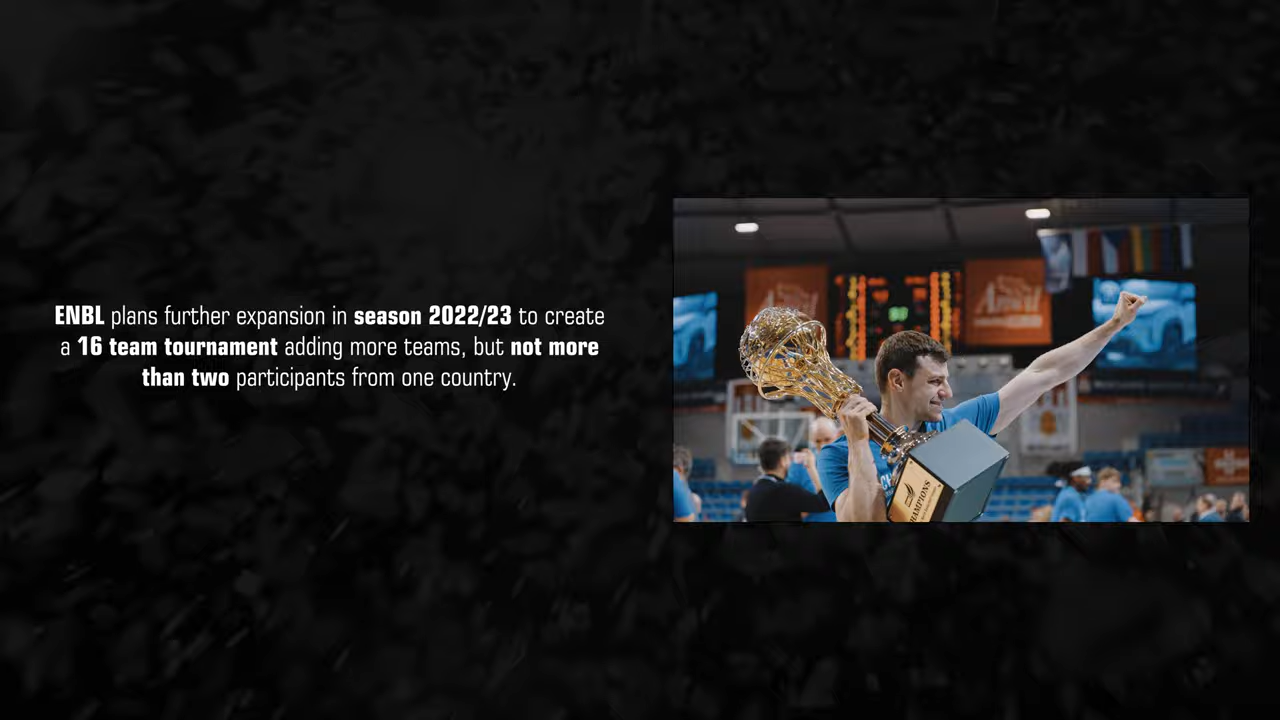 ENBL plans further expansion in season 2022/23 to create
a 16 team tournament adding more teams, but not more
than two participants from one country.
Anwil